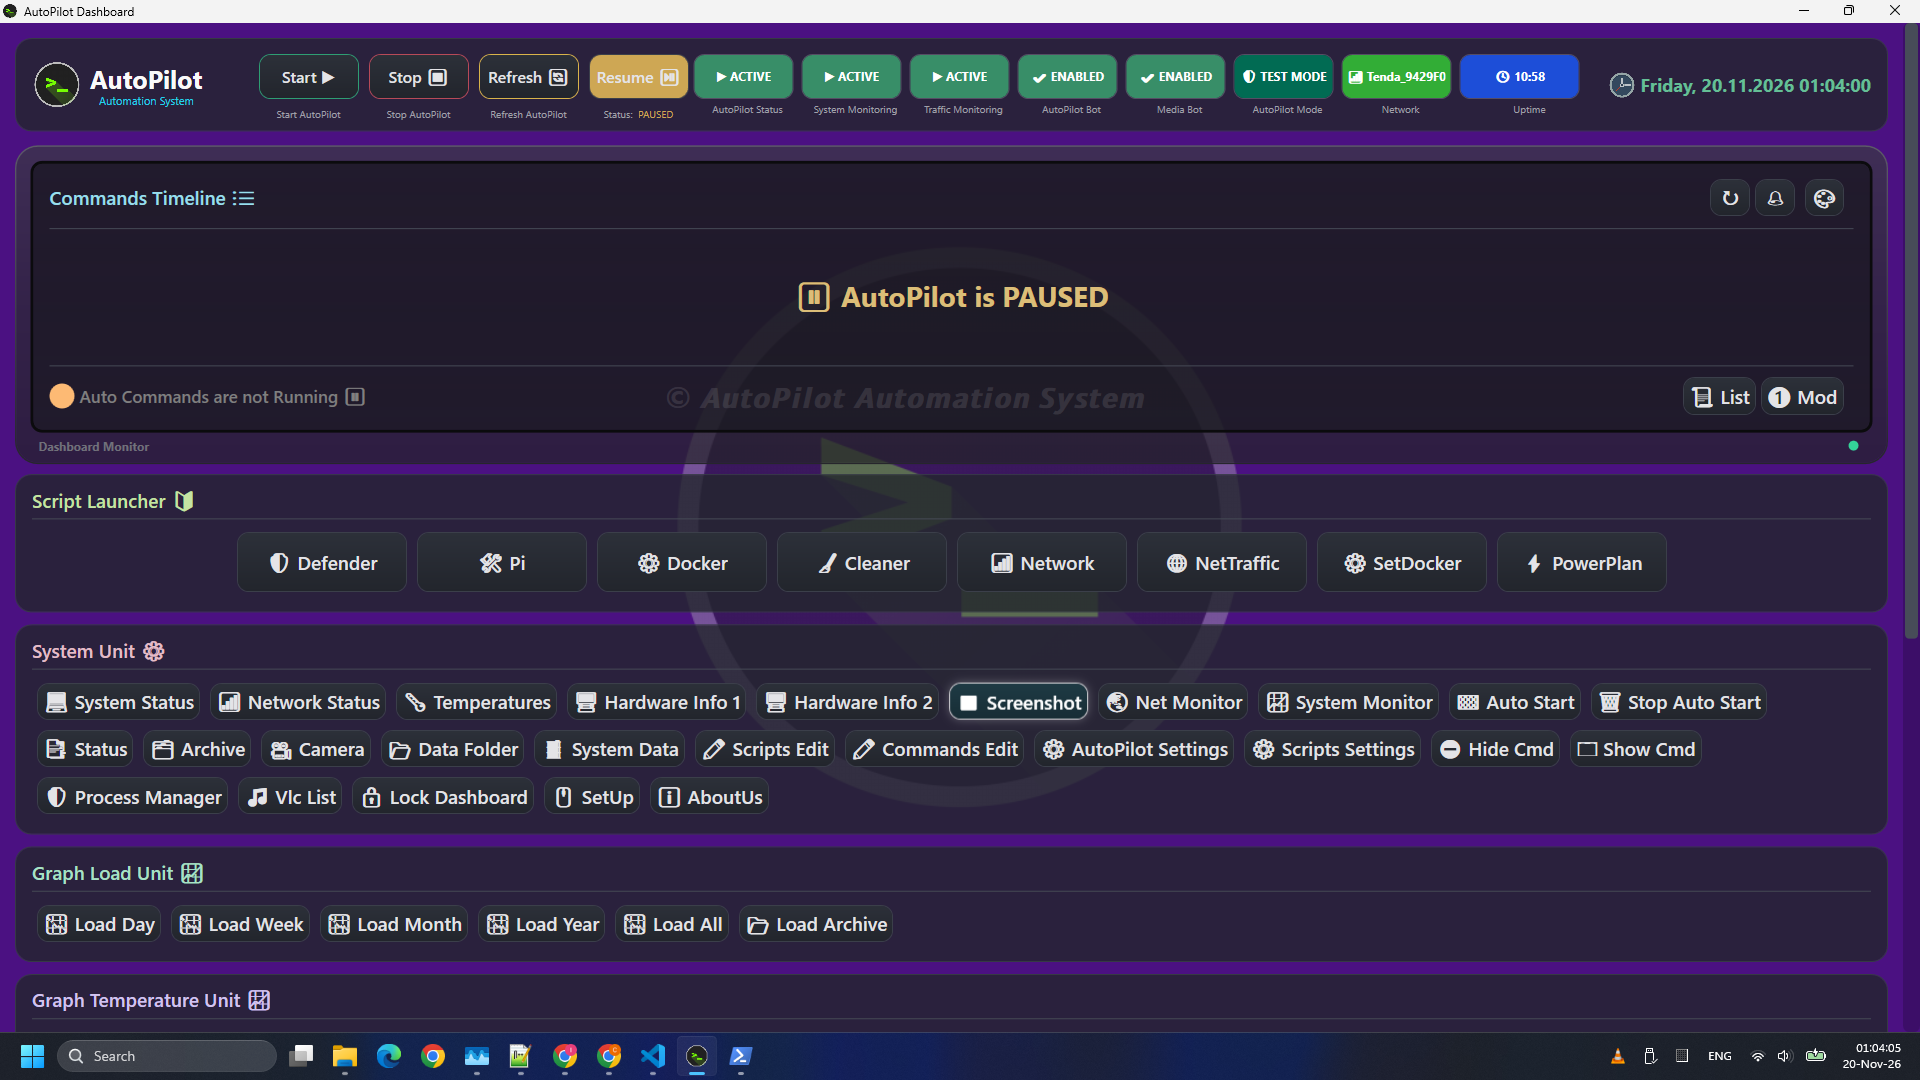 AutoPilot Dashboard
AutoPilot
Automation System
Start
Start AutoPilot
Stop
Stop AutoPilot
Refresh
Refresh AutoPilot
Resume
Status: PAUSED
ACTIVE
AutoPilot Status
ACTIVE
System Monitoring
ACTIVE
Traffic Monitoring
ENABLED
AutoPilot Bot
ENABLED
Media Bot
TEST MODE
AutoPilot Mode
Tenda_9429F0
Network
10:58
Uptime
Friday, 20.11.2026 01:04:00
Commands Timeline
AutoPilot is PAUSED
Auto Commands are not Running
© AutoPilot Automation System
List
1 Mod
Dashboard Monitor
Script Launcher
Defender
Pi
Docker
Cleaner
Network
NetTraffic
SetDocker
PowerPlan
System Unit
System Status
Network Status
Temperatures
Hardware Info 1
Hardware Info 2
Screenshot
Net Monitor
System Monitor
Auto Start
Stop Auto Start
Status
Archive
Camera
Data Folder
System Data
Scripts Edit
Commands Edit
AutoPilot Settings
Scripts Settings
Hide Cmd
Show Cmd
Process Manager
Vlc List
Lock Dashboard
SetUp
AboutUs
Graph Load Unit
Load Day
Load Week
Load Month
Load Year
Load All
Load Archive
Graph Temperature Unit
Search
ENG
01:04:05
20-Nov-26